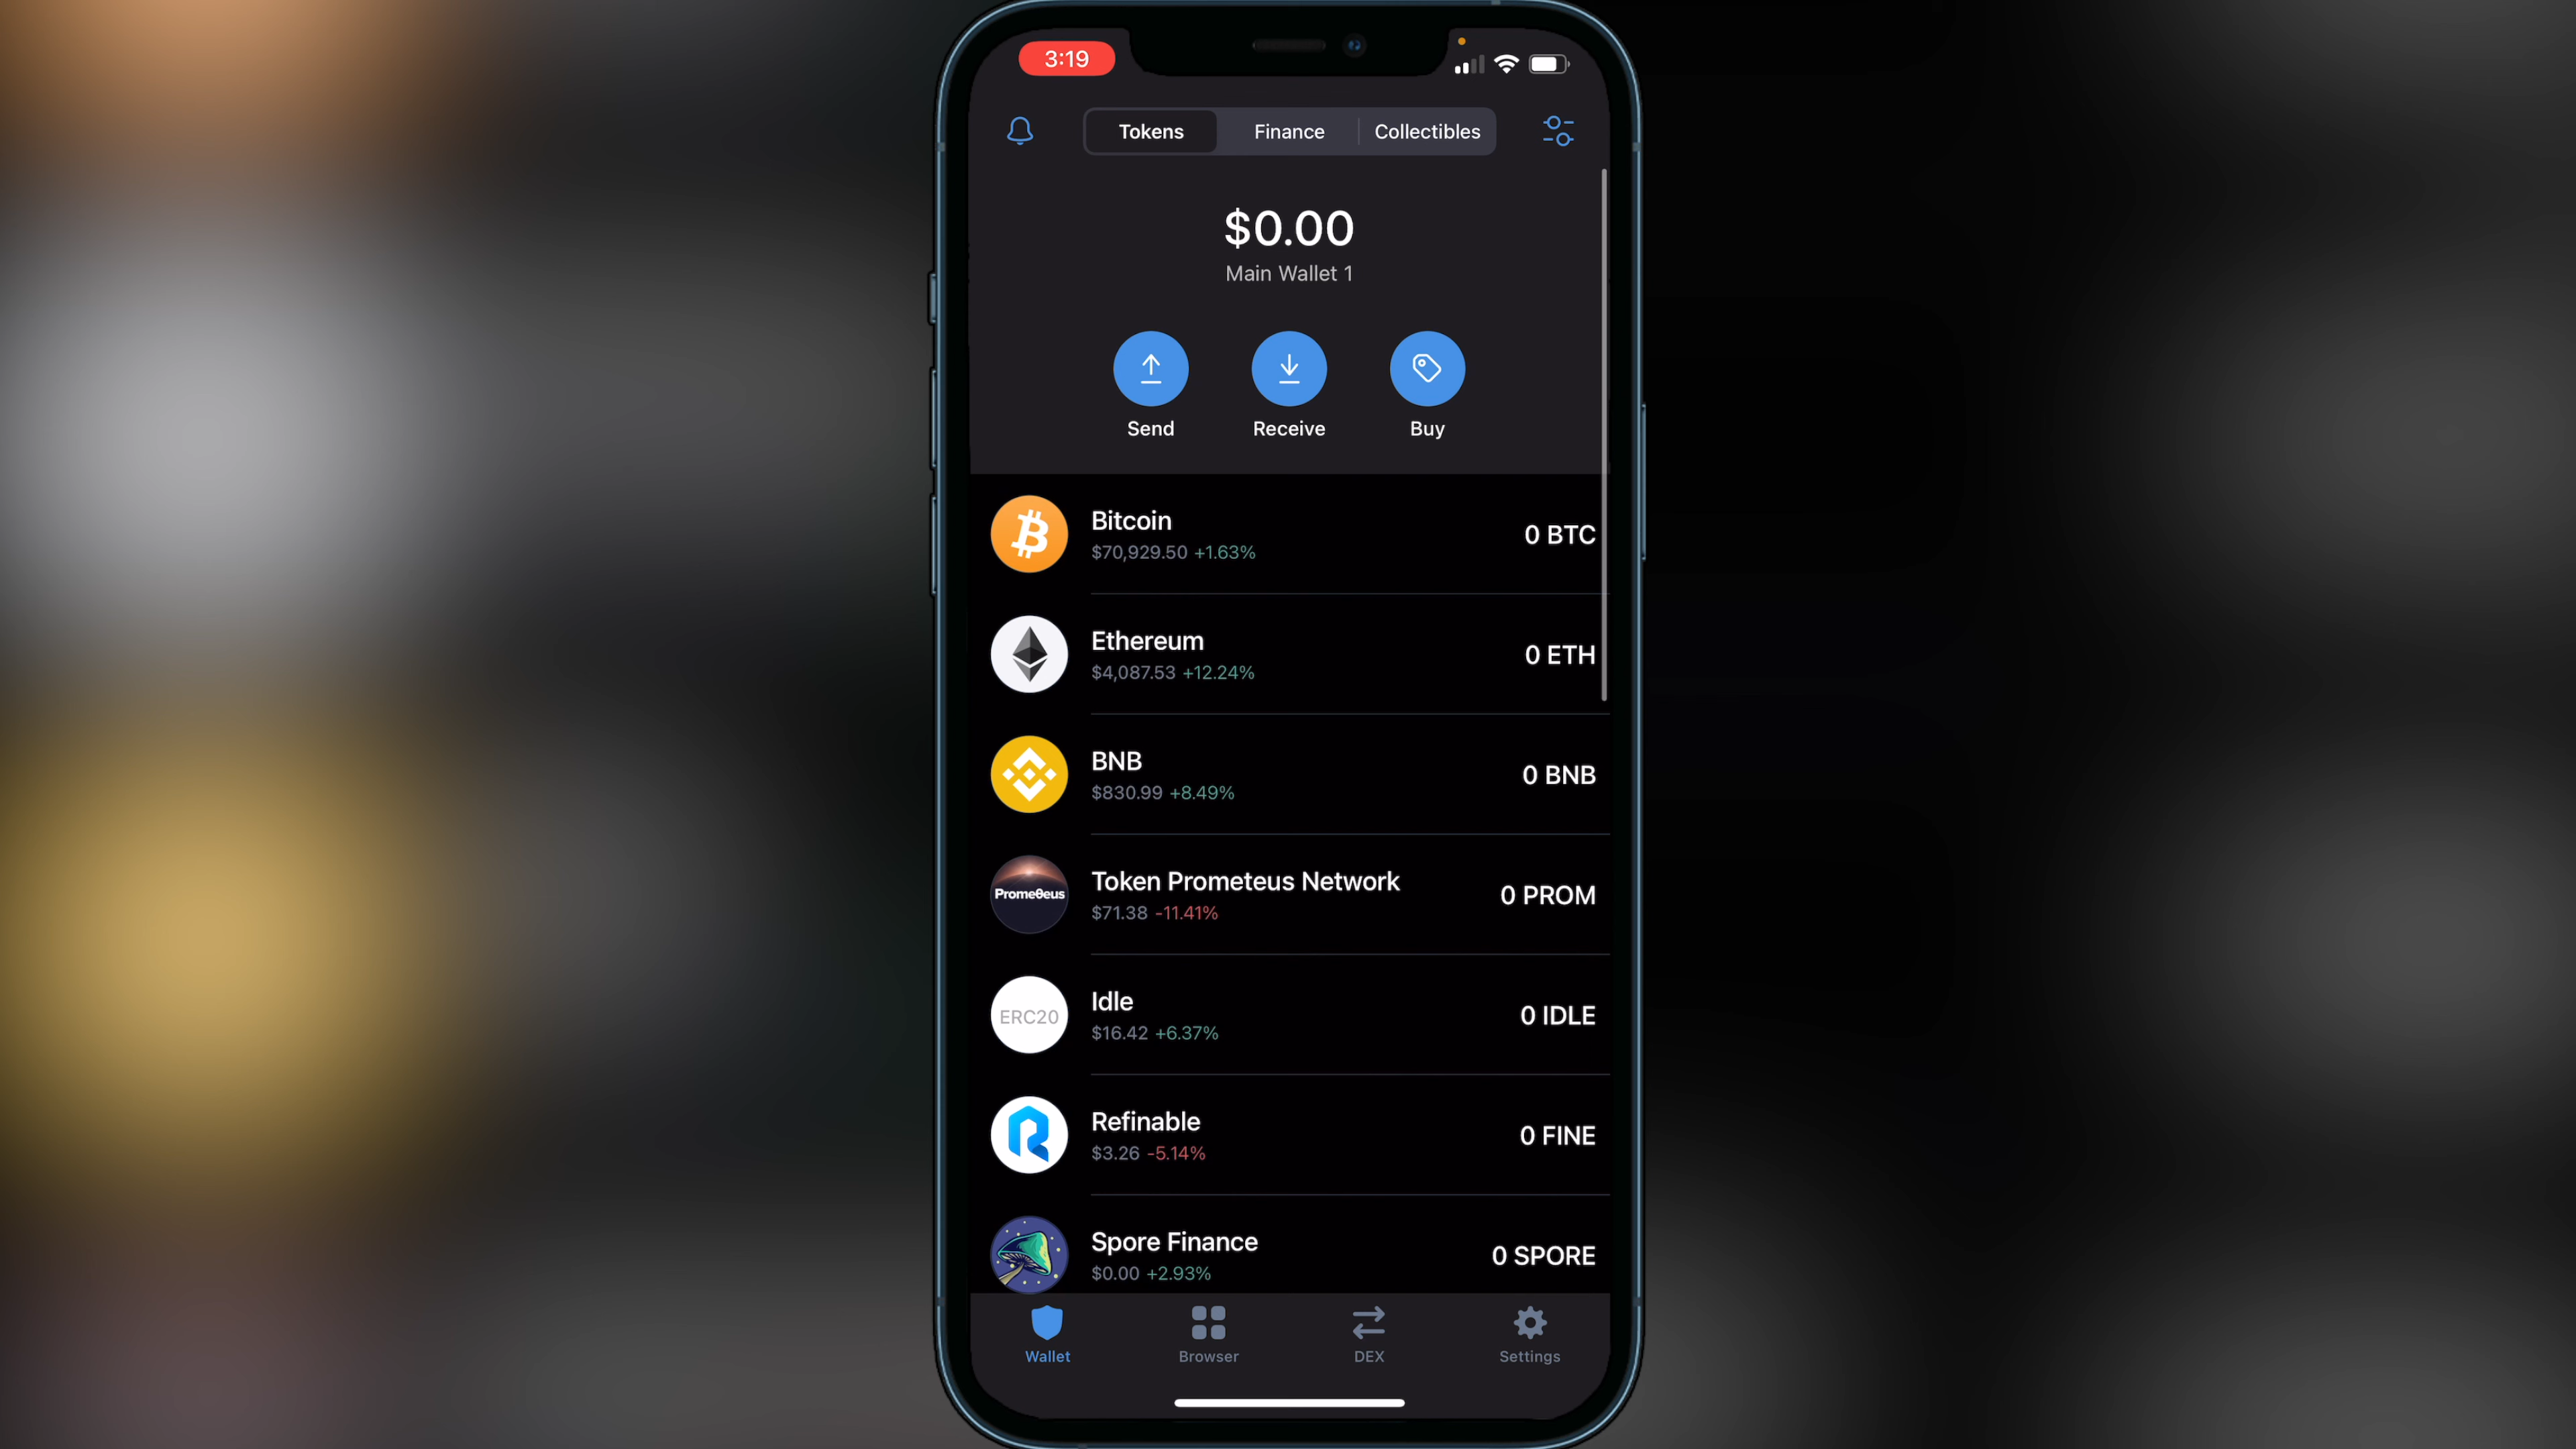 3:19
Tokens Finance Collectibles
$0.00
Main Wallet 1
Send Receive Buy
Bitcoin
$70,929.50 +1.63%
0 BTC
Ethereum
$4,087.53 +12.24%
0 ETH
BNB
$830.99 +8.49%
0 BNB
Prome0eus
Token Prometeus Network
$71.38 -11.41%
0 PROM
ERC20
Idle
$16.42 +6.37%
0 IDLE
Refinable
$3.26 -5.14%
0 FINE
Spore Finance
$0.00 +2.93%
0 SPORE
Wallet Browser DEX Settings